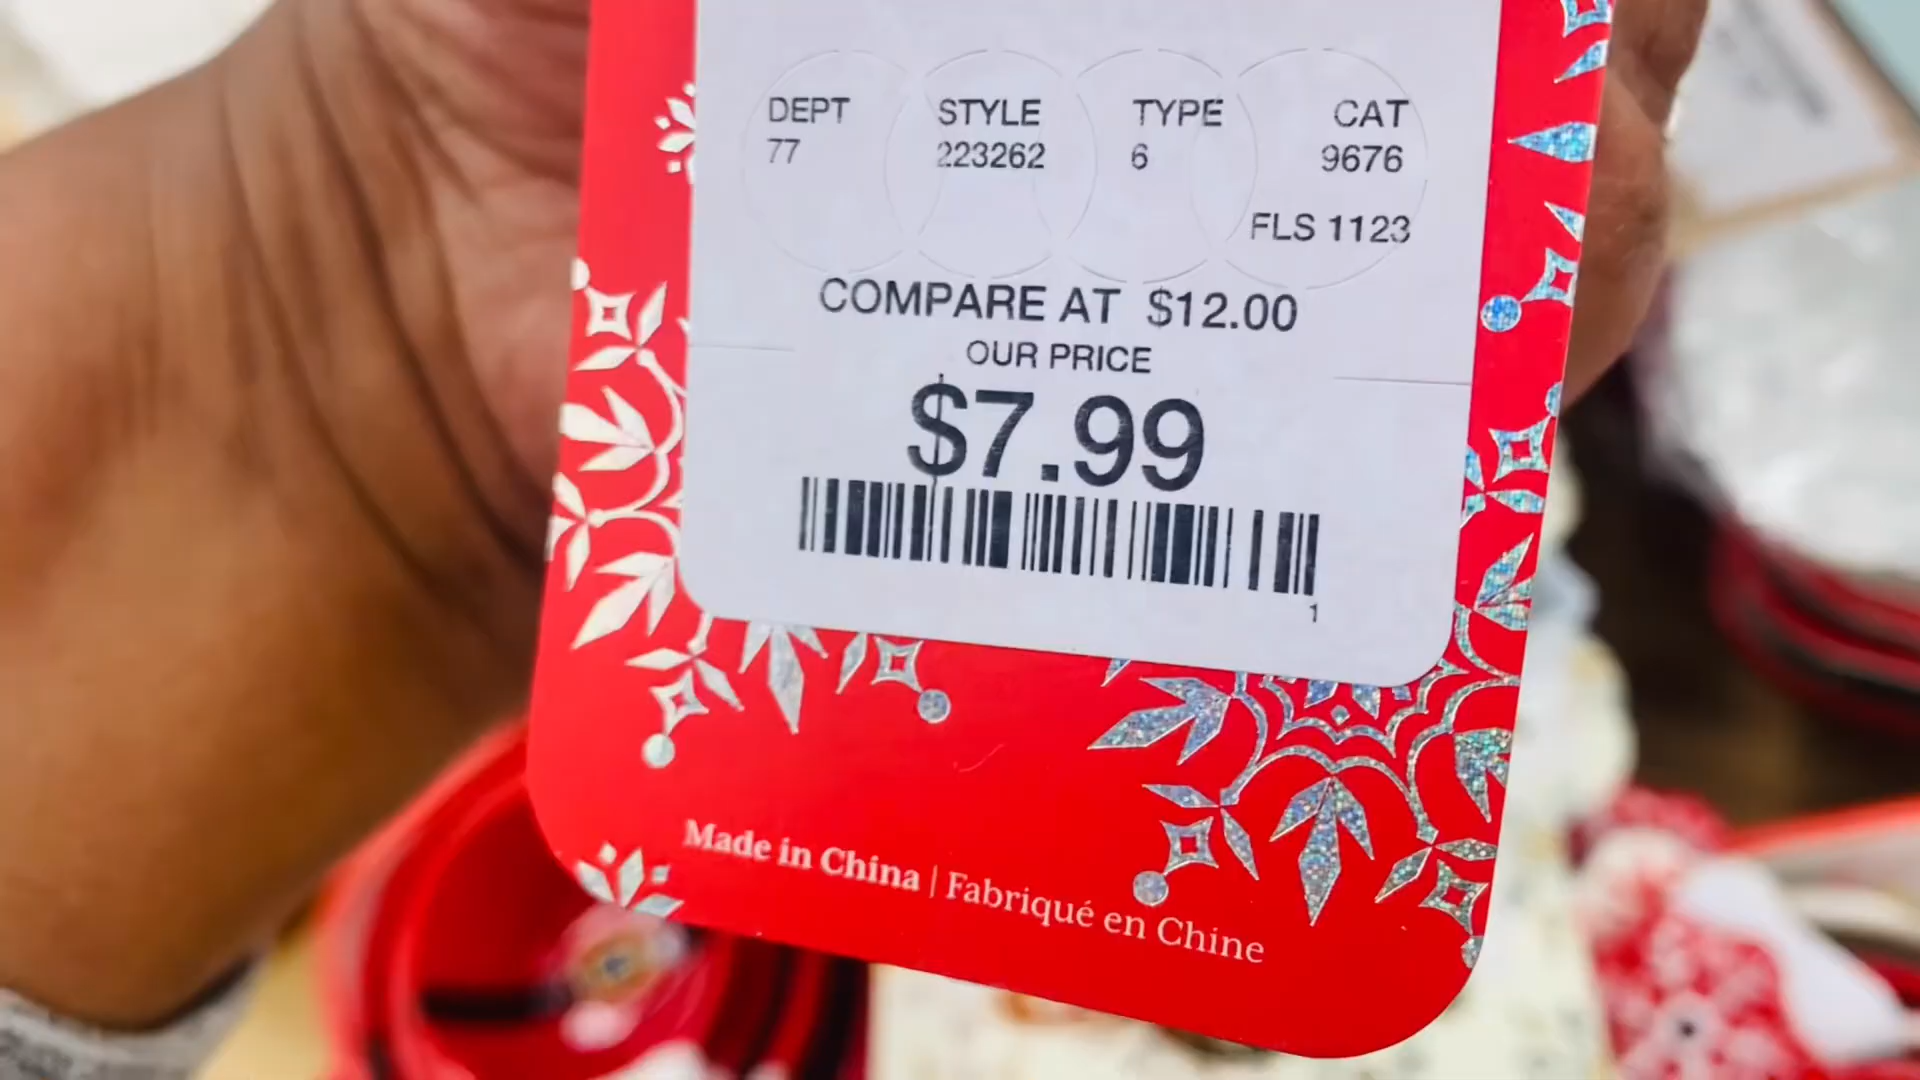 DEPT STYLE TYPE CAT
77 223262 6 9676
FLS 1123
COMPARE AT $12.00
OUR PRICE
$7.99
1
Made in China | Fabriqué en Chine